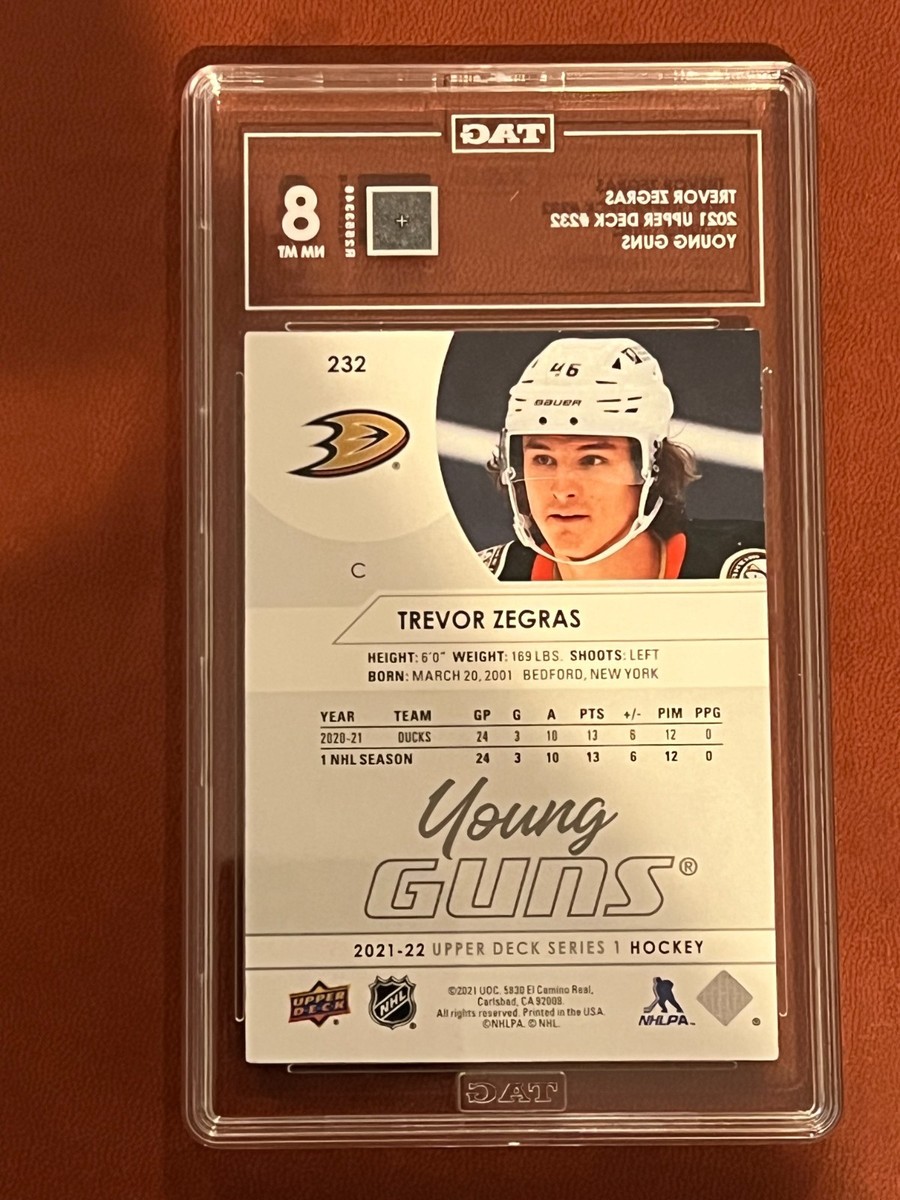 TAG
8
NM MT
TREVOR ZEGRAS
2021 UPPER DECK #232
YOUNG GUNS
232
46
BAUER
C
TREVOR ZEGRAS
HEIGHT: 6'0" WEIGHT: 169 LBS. SHOOTS: LEFT
BORN: MARCH 20, 2001 BEDFORD, NEW YORK
YEAR TEAM GP G A PTS +/- PIM PPG
2020-21 DUCKS 24 3 10 13 6 12 0
1 NHL SEASON 24 3 10 13 6 12 0
Young
GUNS®
2021-22 UPPER DECK SERIES 1 HOCKEY
UPPER DECK ®
NHL ®
©2021 UDC. 5830 El Camino Real,
Carlsbad, CA 92008.
All rights reserved. Printed in the U.S.A.
©NHLPA. © NHL.
NHLPA™
®
TAG